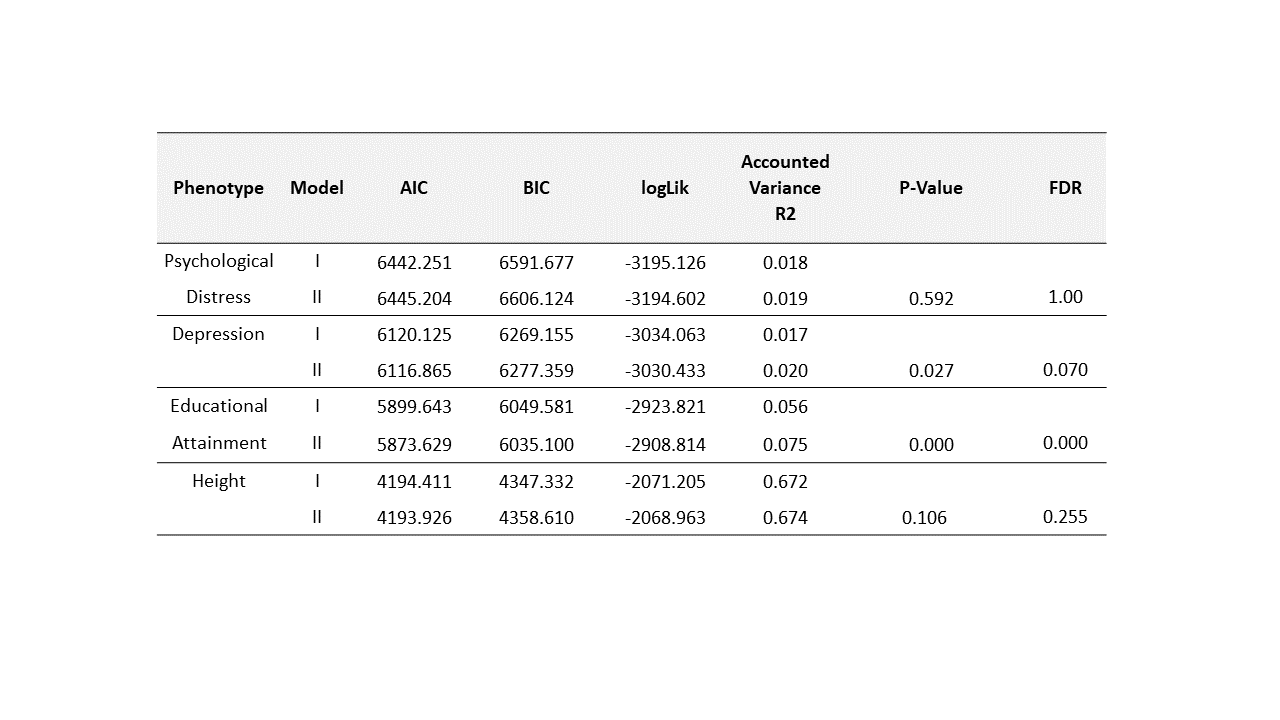 Phenotype Model AIC BIC logLik Accounted Variance R2 P-Value FDR
Psychological I 6442.251 6591.677 -3195.126 0.018
Distress II 6445.204 6606.124 -3194.602 0.019 0.592 1.00
Depression I 6120.125 6269.155 -3034.063 0.017
II 6116.865 6277.359 -3030.433 0.020 0.027 0.070
Educational I 5899.643 6049.581 -2923.821 0.056
Attainment II 5873.629 6035.100 -2908.814 0.075 0.000 0.000
Height I 4194.411 4347.332 -2071.205 0.672
II 4193.926 4358.610 -2068.963 0.674 0.106 0.255